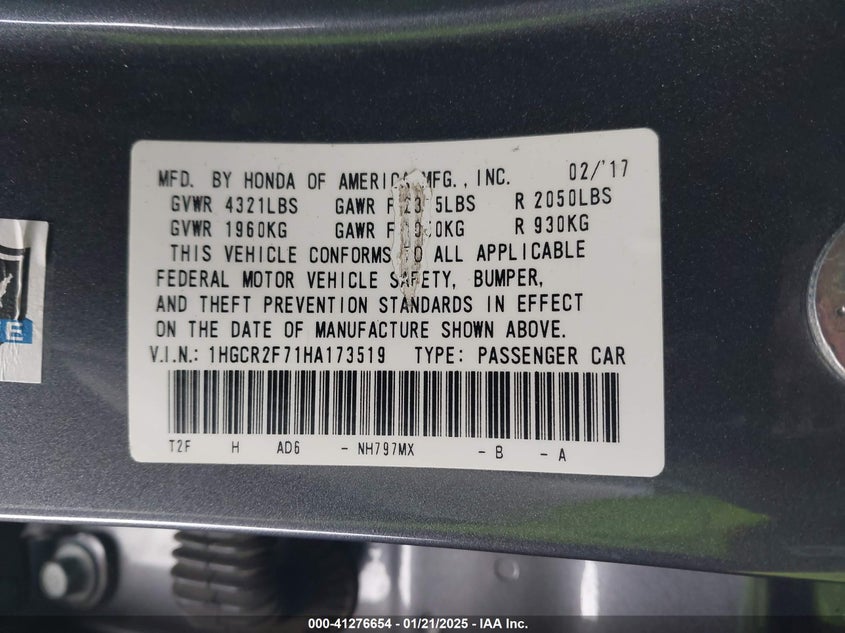 MFD. BY HONDA OF AMERICA MFG., INC. 02/'17
GVWR 4321LBS GAWR F R 2050LBS
GVWR 1960KG GAWR R 930KG
THIS VEHICLE CONFORMS TO ALL APPLICABLE
FEDERAL MOTOR VEHICLE SAFETY, BUMPER,
AND THEFT PREVENTION STANDARDS IN EFFECT
ON THE DATE OF MANUFACTURE SHOWN ABOVE.
V.I.N.: 1HGCR2F71HA173519 TYPE: PASSENGER CAR
T2F H AD6 - NH797MX - B - A
000-41276654 - 01/21/2025 - IAA Inc.